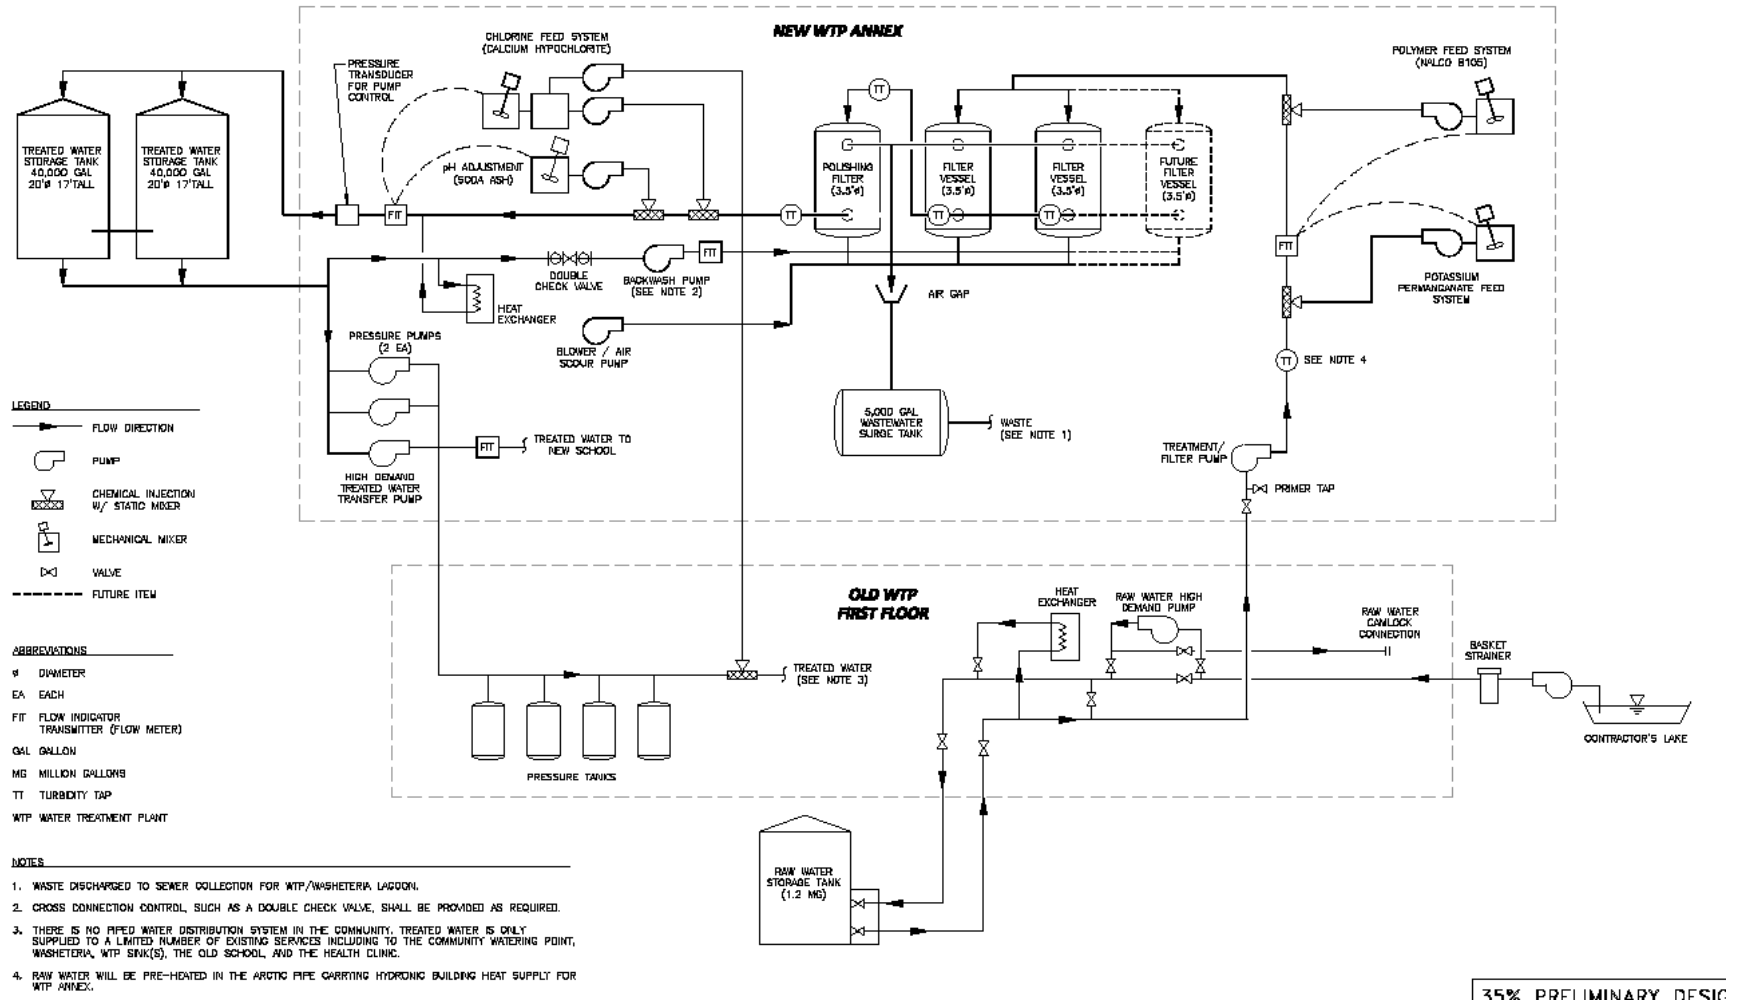 NEW WTP ANNEX
CHLORINE FEED SYSTEM
(CALCIUM HYPOCHLORITE)
POLYMER FEED SYSTEM
(NALCO 8105)
PRESSURE
TRANSDUCER
FOR PUMP
CONTROL
TT
TREATED WATER
STORAGE TANK
40,000 GAL
20'Ø 17'TALL
TREATED WATER
STORAGE TANK
40,000 GAL
20'Ø 17'TALL
pH ADJUSTMENT
(SODA ASH)
POLISHING
FILTER
(3.5'Ø)
FILTER
VESSEL
(3.5'Ø)
FILTER
VESSEL
(3.5'Ø)
FUTURE
FILTER
VESSEL
(3.5'Ø)
FIT
TT
TT
TT
FIT
FIT
DOUBLE
CHECK VALVE
BACKWASH PUMP
(SEE NOTE 2)
POTASSIUM
PERMANGANATE FEED
SYSTEM
HEAT
EXCHANGER
AIR GAP
PRESSURE PUMPS
(2 EA)
BLOWER / AIR
SCOUR PUMP
TT
SEE NOTE 4
5,000 GAL
WASTEWATER
SURGE TANK
WASTE
(SEE NOTE 1)
FIT
TREATED WATER TO
NEW SCHOOL
TREATMENT/
FILTER PUMP
HIGH DEMAND
TREATED WATER
TRANSFER PUMP
PRIMER TAP
LEGEND
FLOW DIRECTION
PUMP
CHEMICAL INJECTION
W/ STATIC MIXER
MECHANICAL MIXER
VALVE
FUTURE ITEM
OLD WTP
FIRST FLOOR
HEAT
EXCHANGER
RAW WATER HIGH
DEMAND PUMP
RAW WATER
CAMLOCK
CONNECTION
BASKET
STRAINER
TREATED WATER
(SEE NOTE 3)
CONTRACTOR'S LAKE
PRESSURE TANKS
RAW WATER
STORAGE TANK
(1.2 MG)
ABBREVIATIONS
Ø DIAMETER
EA EACH
FIT FLOW INDICATOR
TRANSMITTER (FLOW METER)
GAL GALLON
MG MILLION GALLONS
TT TURBIDITY TAP
WTP WATER TREATMENT PLANT
NOTES
1. WASTE DISCHARGED TO SEWER COLLECTION FOR WTP/WASHETERIA LAGOON.
2. CROSS CONNECTION CONTROL, SUCH AS A DOUBLE CHECK VALVE, SHALL BE PROVIDED AS REQUIRED.
3. THERE IS NO PIPED WATER DISTRIBUTION SYSTEM IN THE COMMUNITY. TREATED WATER IS ONLY
SUPPLIED TO A LIMITED NUMBER OF EXISTING SERVICES INCLUDING TO THE COMMUNITY WATERING POINT,
WASHETERIA, WTP SINK(S), THE OLD SCHOOL, AND THE HEALTH CLINIC.
4. RAW WATER WILL BE PRE-HEATED IN THE ARCTIC PIPE CARRYING HYDRONIC BUILDING HEAT SUPPLY FOR
WTP ANNEX.
35% PRELIMINARY DESIG